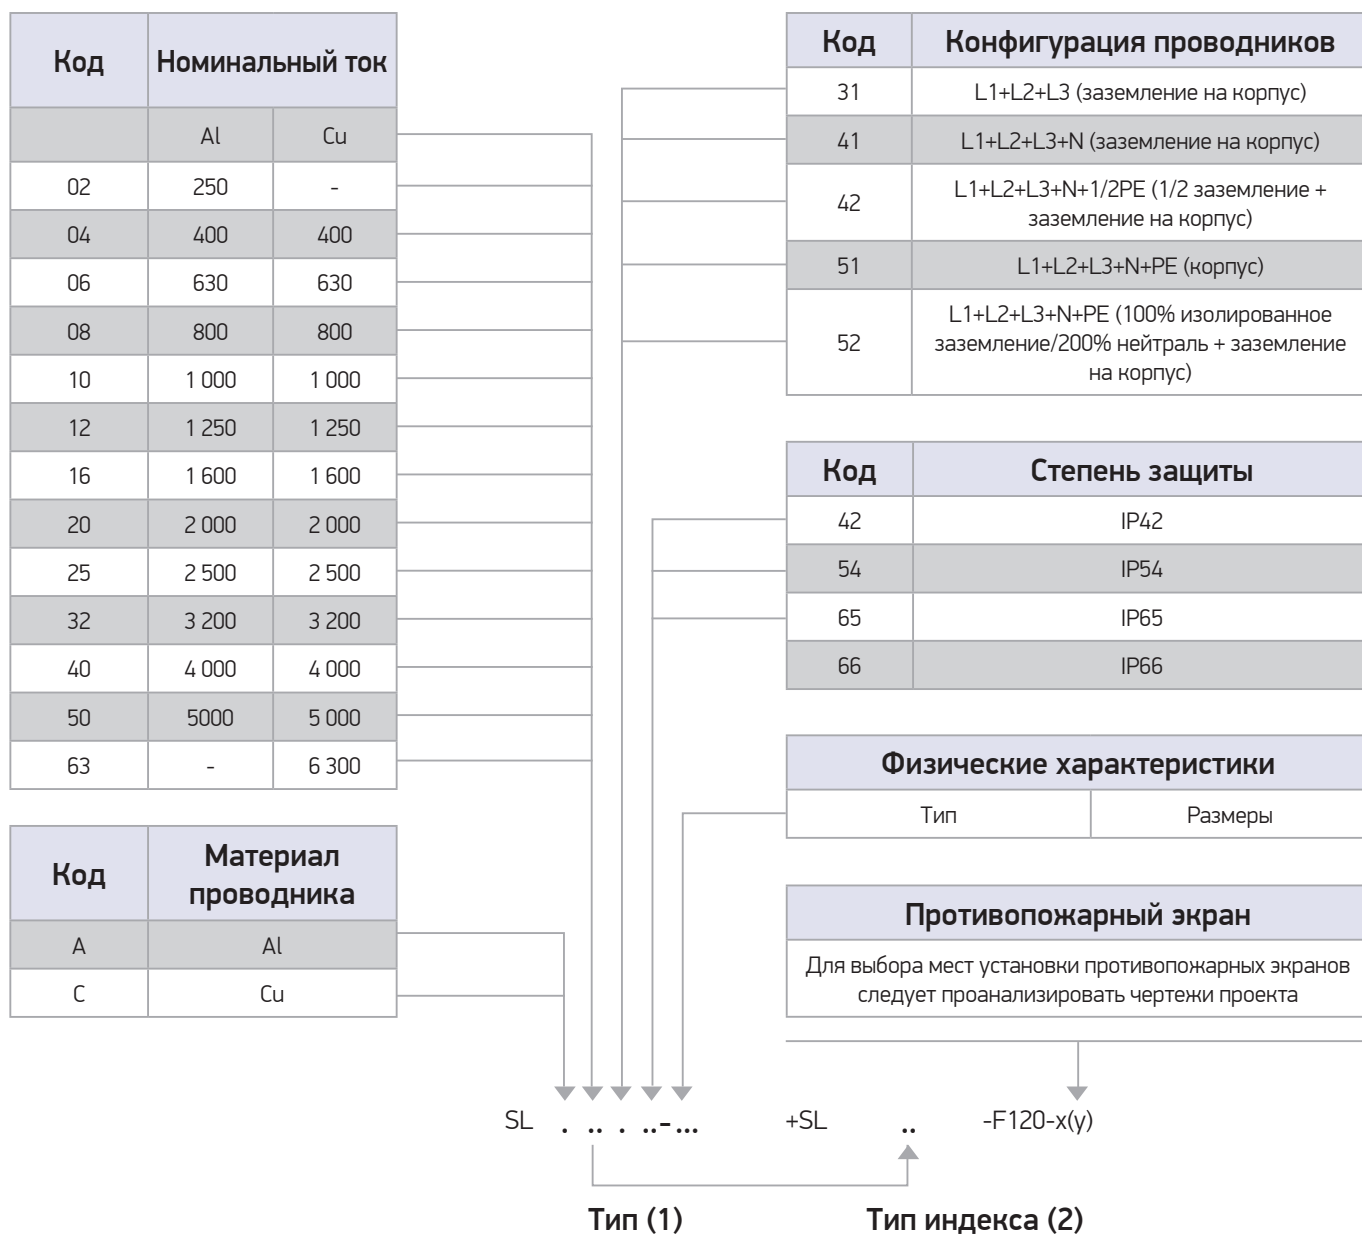 Код Номинальный ток
Al Cu
02 250 -
04 400 400
06 630 630
08 800 800
10 1 000 1 000
12 1 250 1 250
16 1 600 1 600
20 2 000 2 000
25 2 500 2 500
32 3 200 3 200
40 4 000 4 000
50 5000 5 000
63 - 6 300
Код Материал
проводника
A Al
C Cu
Код Конфигурация проводников
31 L1+L2+L3 (заземление на корпус)
41 L1+L2+L3+N (заземление на корпус)
42 L1+L2+L3+N+1/2PE (1/2 заземление +
заземление на корпус)
51 L1+L2+L3+N+PE (корпус)
52 L1+L2+L3+N+PE (100% изолированное
заземление/200% нейтраль + заземление
на корпус)
Код Степень защиты
42 IP42
54 IP54
65 IP65
66 IP66
Физические характеристики
Тип Размеры
Противопожарный экран
Для выбора мест установки противопожарных экранов
следует проанализировать чертежи проекта
SL . .. . ..-... +SL .. -F120-x(y)
Тип (1) Тип индекса (2)